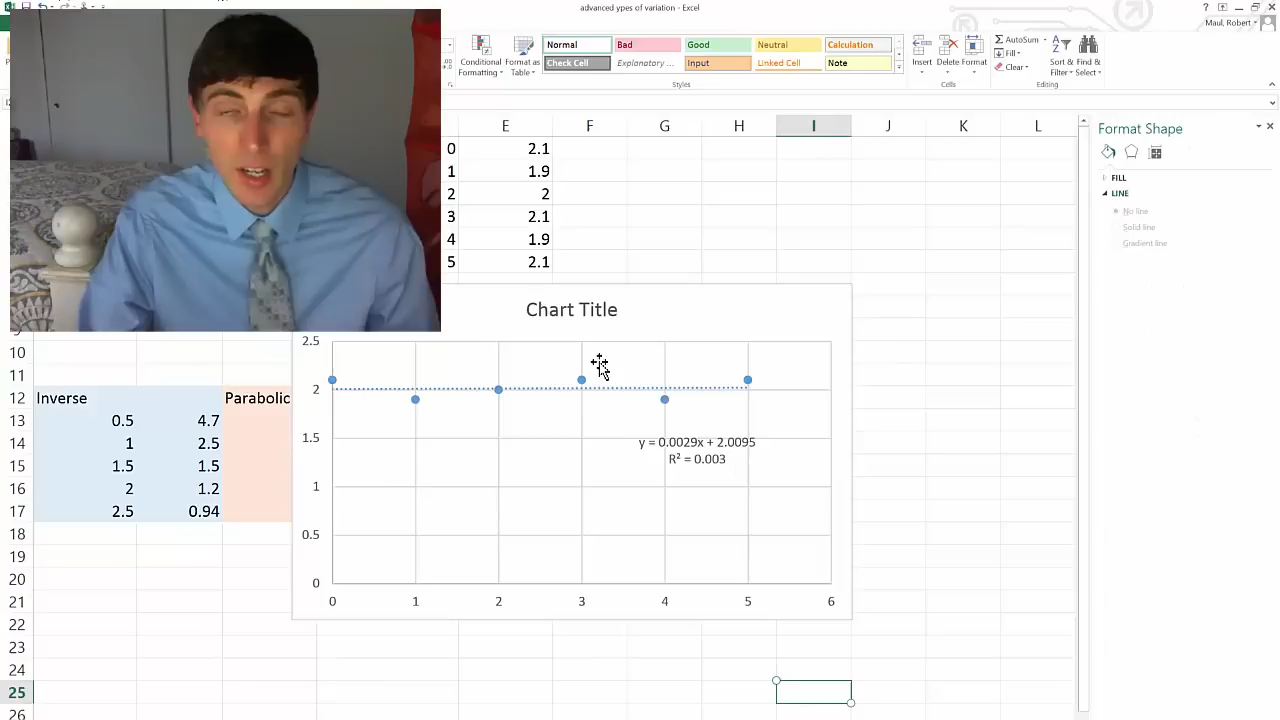 advanced ypes of variation - Excel
Maul, Robert
Conditional Formatting
Format as Table
Normal Bad Good Neutral Calculation
Check Cell Explanatory ... Input Linked Cell Note
Styles
Insert Delete Format
Cells
AutoSum
Fill
Clear
Sort & Filter
Find & Select
Editing
E F G H I J K L
0 2.1
1 1.9
2 2
3 2.1
4 1.9
5 2.1
Format Shape
FILL
LINE
No line
Solid line
Gradient line
Chart Title
2.5
2
1.5
1
0.5
0
0 1 2 3 4 5 6
y = 0.0029x + 2.0095
R² = 0.003
10
11
12 Inverse Parabolic
13 0.5 4.7
14 1 2.5
15 1.5 1.5
16 2 1.2
17 2.5 0.94
18
19
20
21
22
23
24
25
26